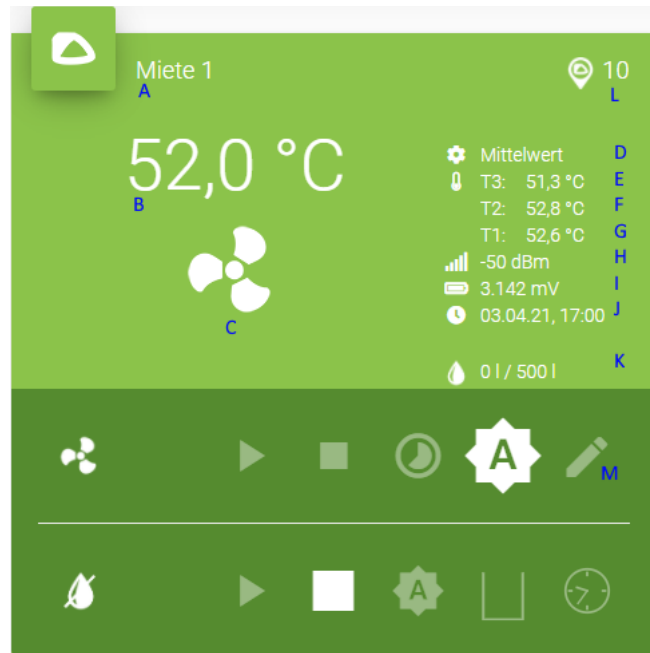 Miete 1
10
A
L
52,0 °C
B
Mittelwert D
T3: 51,3 °C E
T2: 52,8 °C F
T1: 52,6 °C G
-50 dBm H
3.142 mV I
03.04.21, 17:00 J
C
0 l / 500 l K
A
M
A